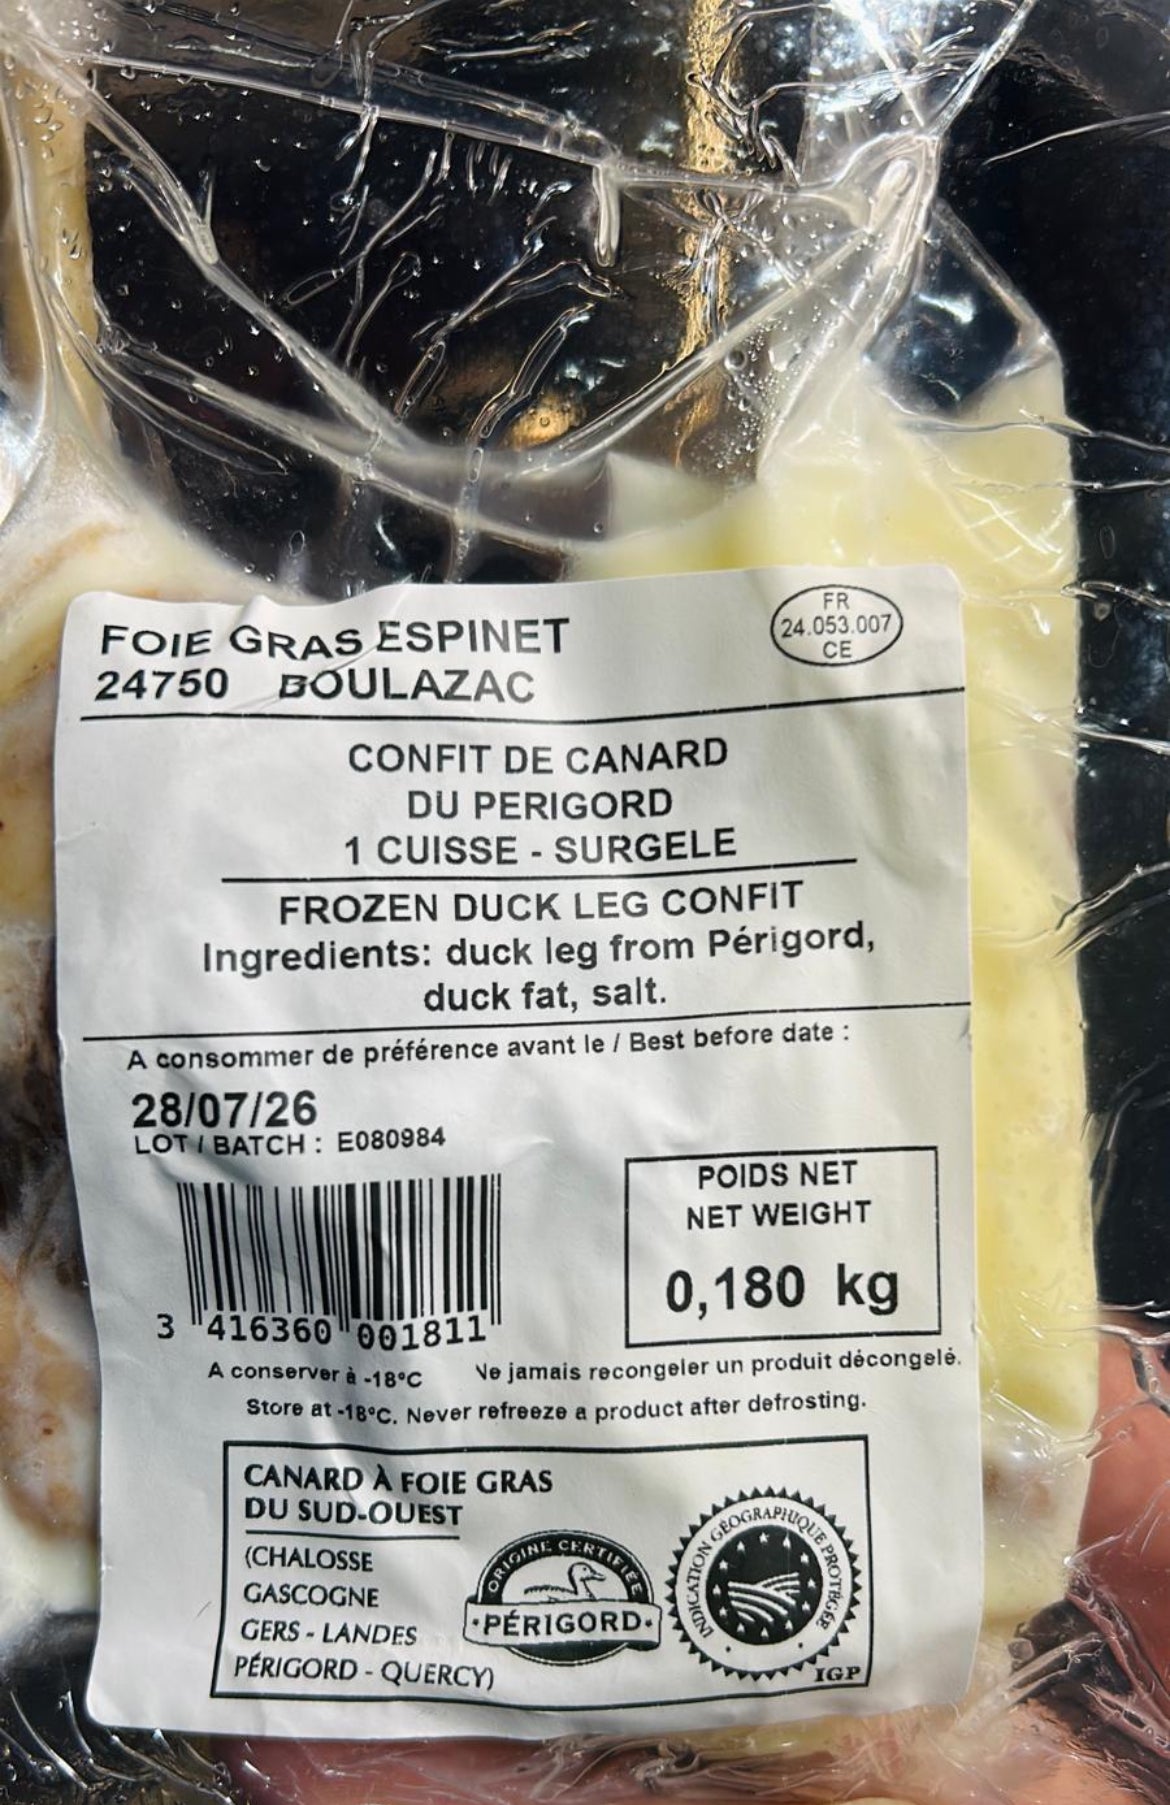 FOIE GRAS ESPINET
24750 BOULAZAC
FR
24.053.007
CE
CONFIT DE CANARD
DU PERIGORD
1 CUISSE - SURGELE
FROZEN DUCK LEG CONFIT
Ingredients: duck leg from Périgord,
duck fat, salt.
A consommer de préférence avant le / Best before date :
28/07/26
LOT / BATCH : E080984
POIDS NET
NET WEIGHT
0,180 kg
3 416360 001811
A conserver à -18°C Ne jamais recongeler un produit décongelé.
Store at -18°C. Never refreeze a product after defrosting.
CANARD À FOIE GRAS
DU SUD-OUEST
(CHALOSSE
GASCOGNE
GERS - LANDES
PÉRIGORD - QUERCY)
ORIGINE CERTIFIÉE
·PÉRIGORD·
INDICATION GÉOGRAPHIQUE PROTÉGÉE
IGP